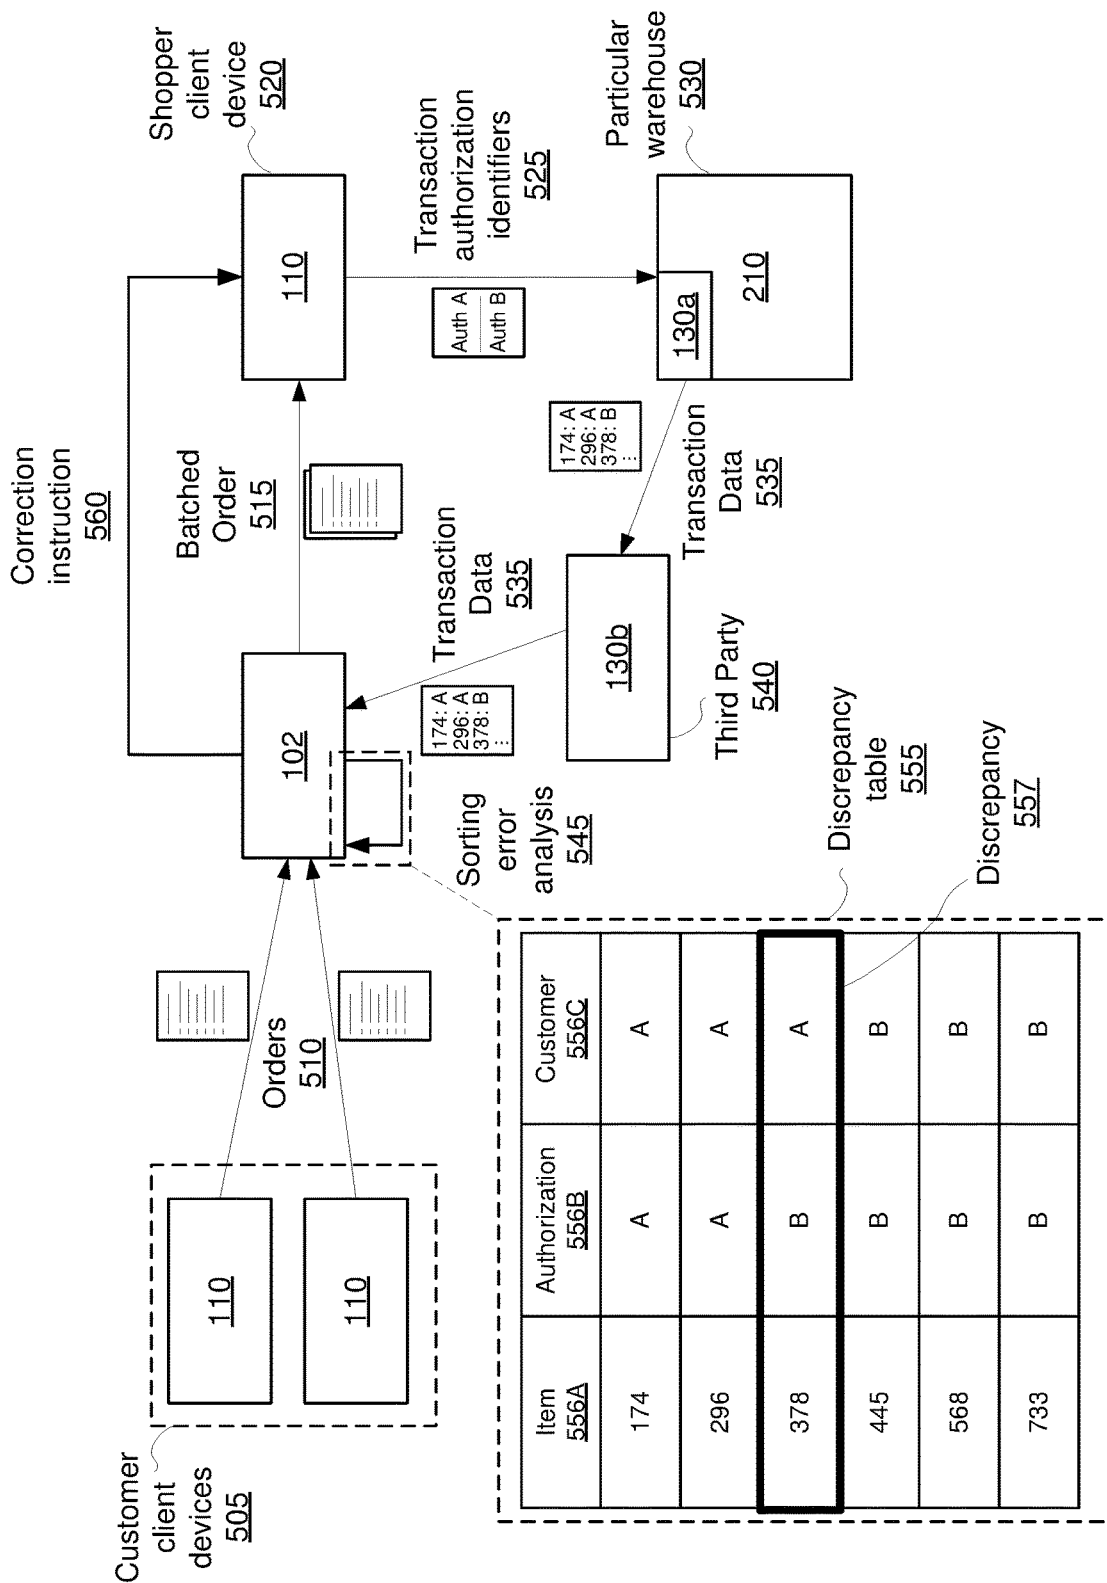 Customer
client
devices
505
110
110
Orders
510
102
Correction
instruction
560
Batched
Order
515
110
Shopper
client
device
520
Transaction
authorization
identifiers
525
Auth A
Auth B
Particular
warehouse
530
130a
210
174: A
296: A
378: B
⋮
Transaction
Data
535
130b
Third Party
540
Transaction
Data
535
174: A
296: A
378: B
⋮
Sorting
error
analysis
545
Item
556A
Authorization
556B
Customer
556C
174 A A
296 A A
378 B A
445 B B
568 B B
733 B B
Discrepancy
table
555
Discrepancy
557